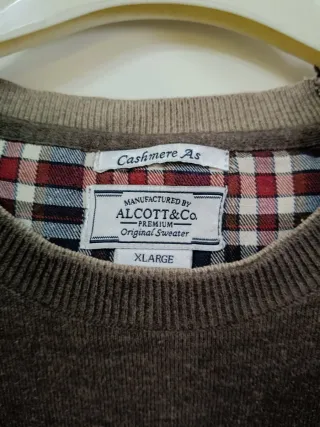 Cashmere As
MANUFACTURED BY
ALCOTT&Co.
PREMIUM
Original Sweater
XLARGE